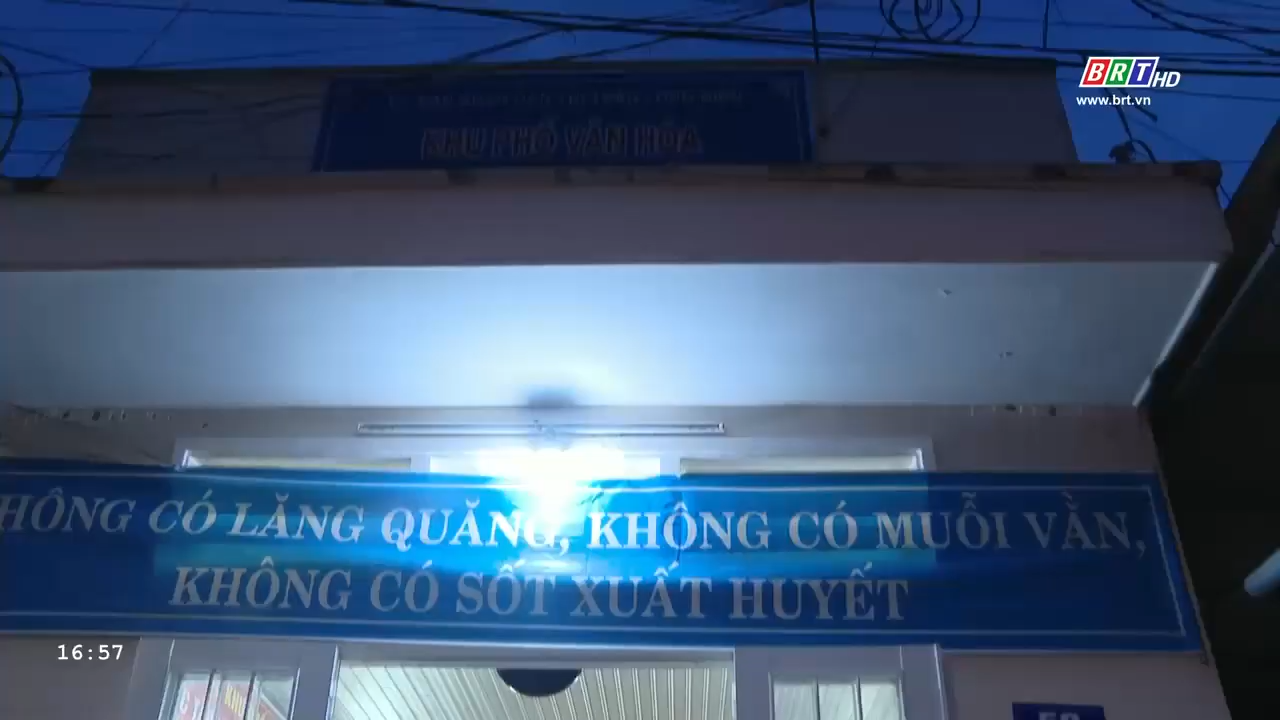 BRT HD
www.brt.vn
KHU PHỐ VĂN HÓA
HÔNG CÓ LĂNG QUĂNG, KHÔNG CÓ MUỖI VẰN,
KHÔNG CÓ SỐT XUẤT HUYẾT
16:57